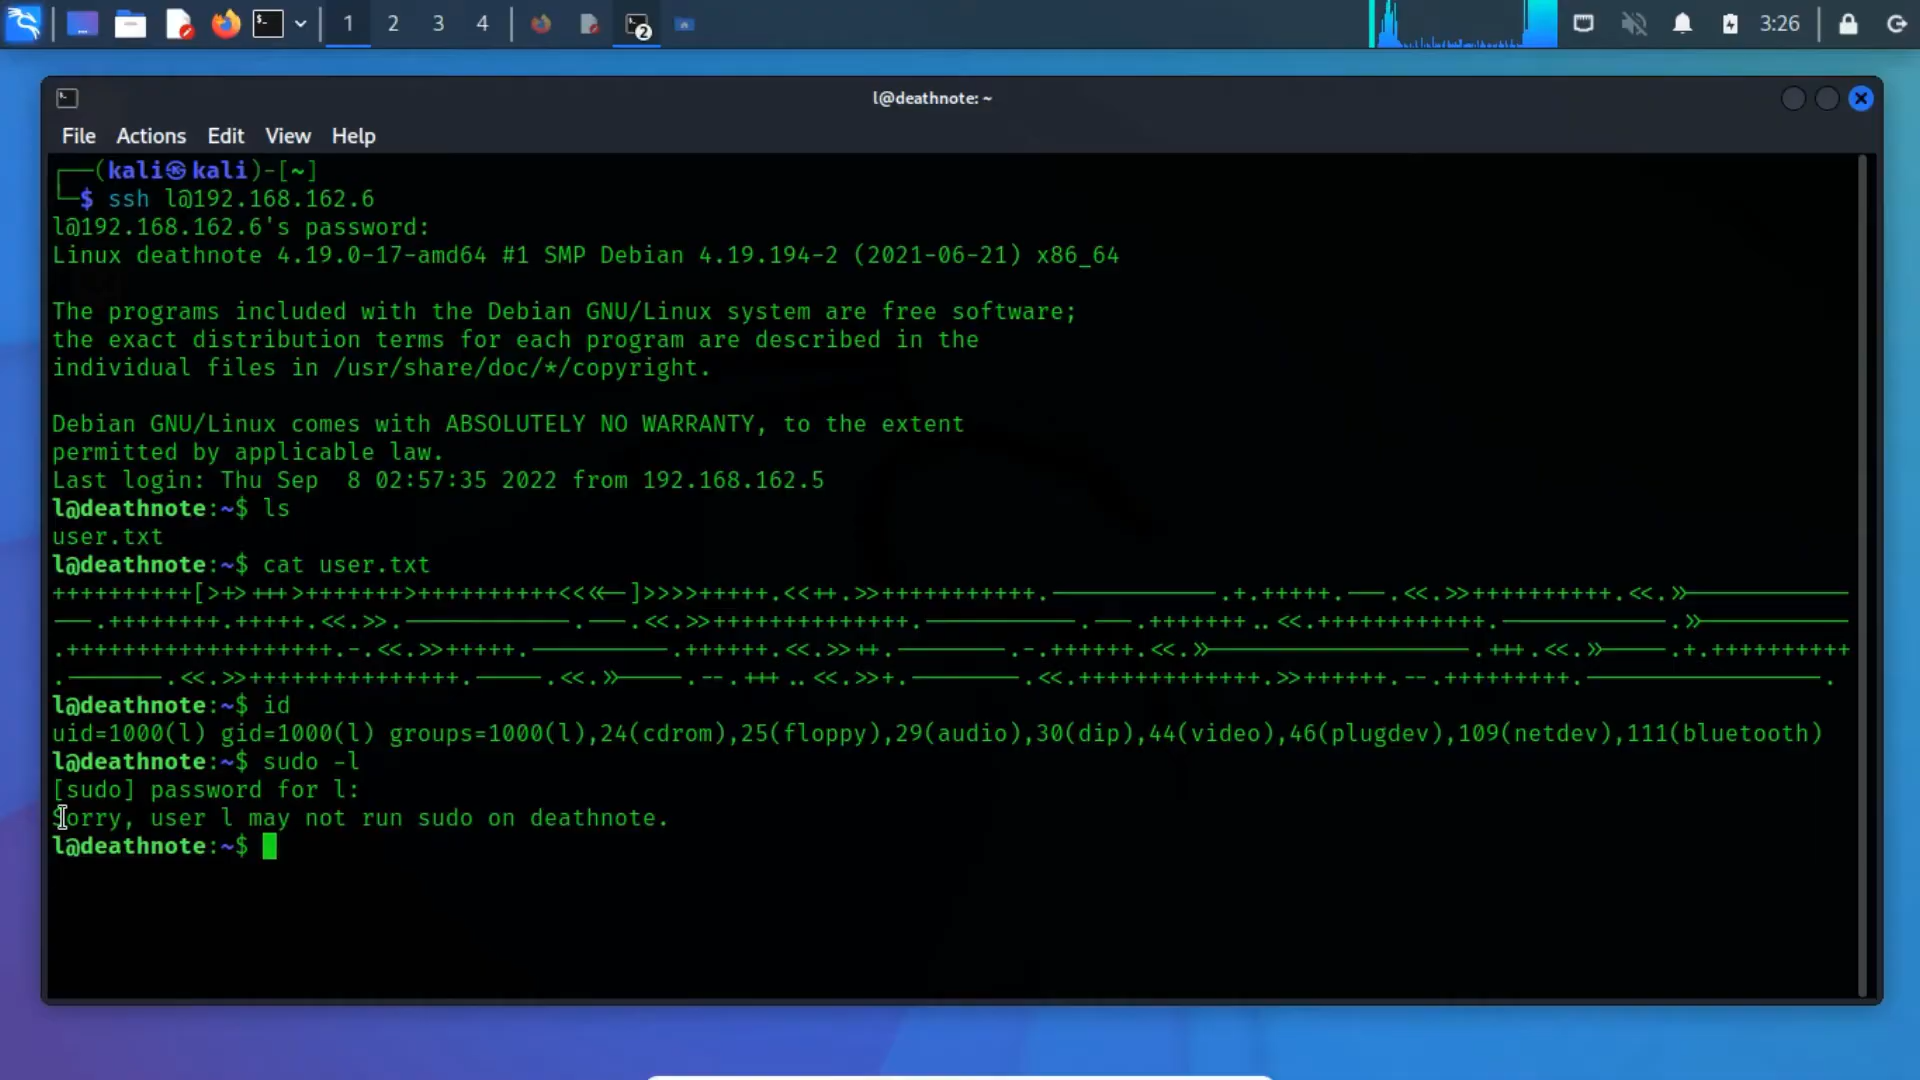 1 2 3 4 2 3:26
l@deathnote: ~
File Actions Edit View Help
┌──(kali㉿kali)-[~]
└─$ ssh l@192.168.162.6
l@192.168.162.6's password:
Linux deathnote 4.19.0-17-amd64 #1 SMP Debian 4.19.194-2 (2021-06-21) x86_64
The programs included with the Debian GNU/Linux system are free software;
the exact distribution terms for each program are described in the
individual files in /usr/share/doc/*/copyright.
Debian GNU/Linux comes with ABSOLUTELY NO WARRANTY, to the extent
permitted by applicable law.
Last login: Thu Sep  8 02:57:35 2022 from 192.168.162.5
l@deathnote:~$ ls
user.txt
l@deathnote:~$ cat user.txt
l@deathnote:~$ id
uid=1000(l) gid=1000(l) groups=1000(l),24(cdrom),25(floppy),29(audio),30(dip),44(video),46(plugdev),109(netdev),111(bluetooth)
l@deathnote:~$ sudo -l
[sudo] password for l:
Sorry, user l may not run sudo on deathnote.
l@deathnote:~$